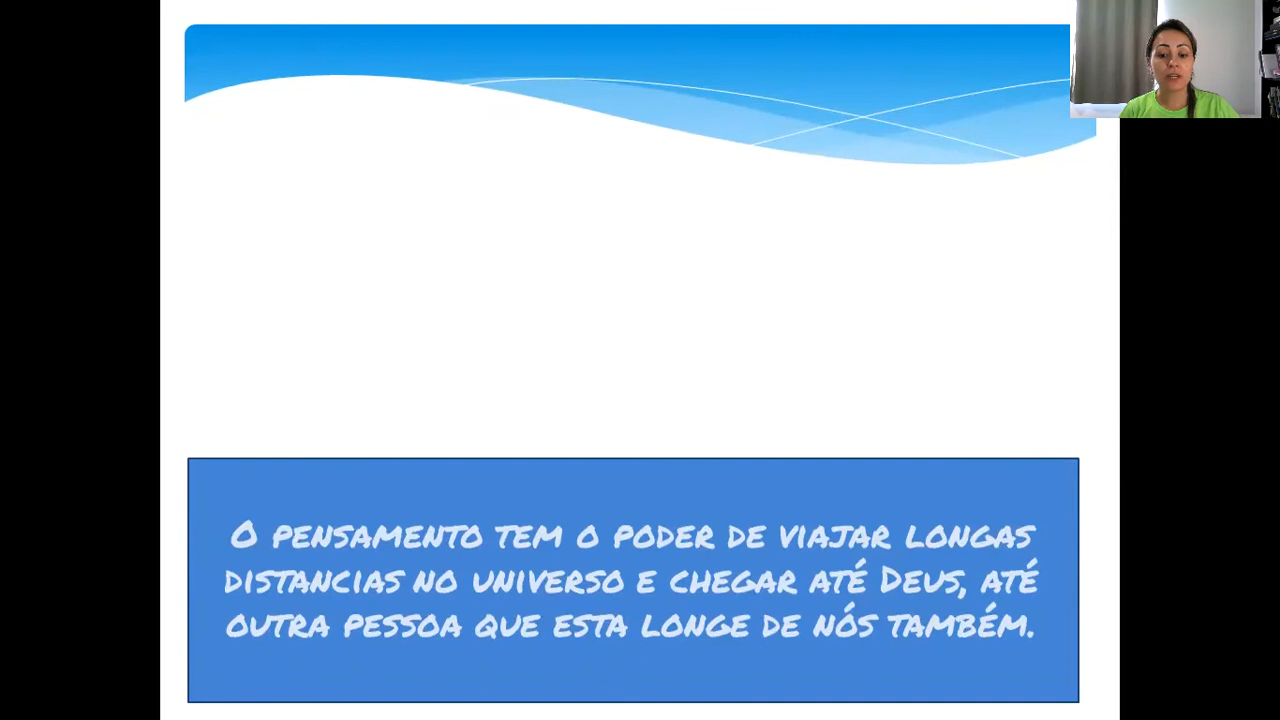 O PENSAMENTO TEM O PODER DE VIAJAR LONGAS
DISTANCIAS NO UNIVERSO E CHEGAR ATÉ DEUS, ATÉ
OUTRA PESSOA QUE ESTA LONGE DE NÓS TAMBÉM.